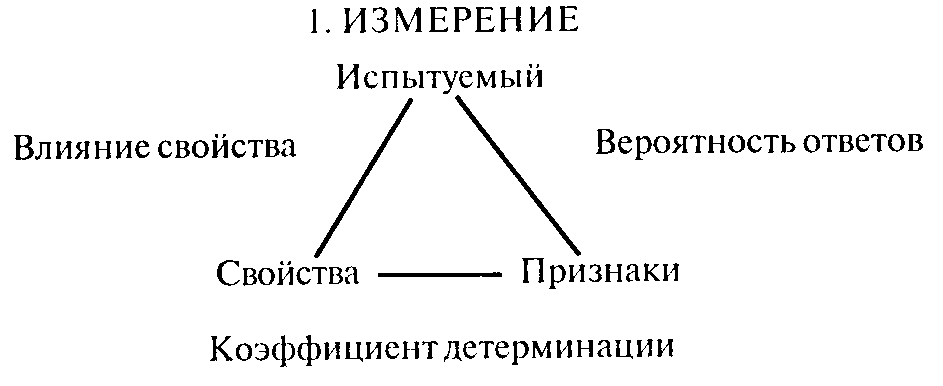 1. ИЗМЕРЕНИЕ
Испытуемый
Влияние свойства
Вероятность ответов
Свойства
Признаки
Коэффициент детерминации